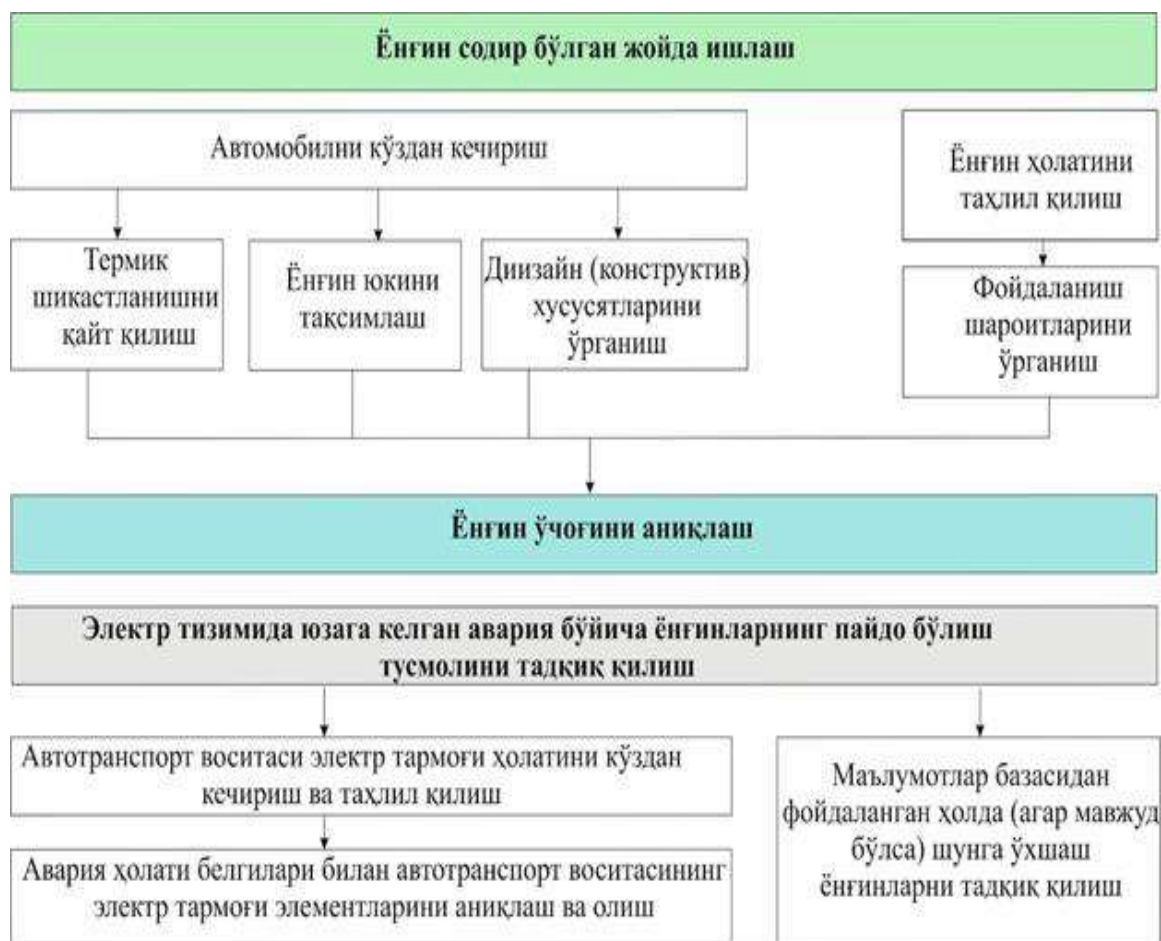 Ёнғин содир бўлган жойда ишлаш
Автомобилни кўздан кечириш
Ёнғин ҳолатини
таҳлил қилиш
Термик
шикастланишни
қайт қилиш
Ёнғин юкини
тақсимлаш
Диизайн (конструктив)
хусусятларини
ўрганиш
Фойдаланиш
шароитларини
ўрганиш
Ёнғин ўчоғини аниқлаш
Электр тизимида юзага келган авария бўйича ёнғинларнинг пайдо бўлиш
тусмолини тадқиқ қилиш
Автотранспорт воситаси электр тармоғи ҳолатини кўздан
кечириш ва таҳлил қилиш
Авария ҳолати белгилари билан автотранспорт воситасининг
электр тармоғи элементларини аниқлаш ва олиш
Маълумотлар базасидан
фойдаланган ҳолда (агар мавжуд
бўлса) шунга ўхшаш
ёнғинларни тадқиқ қилиш